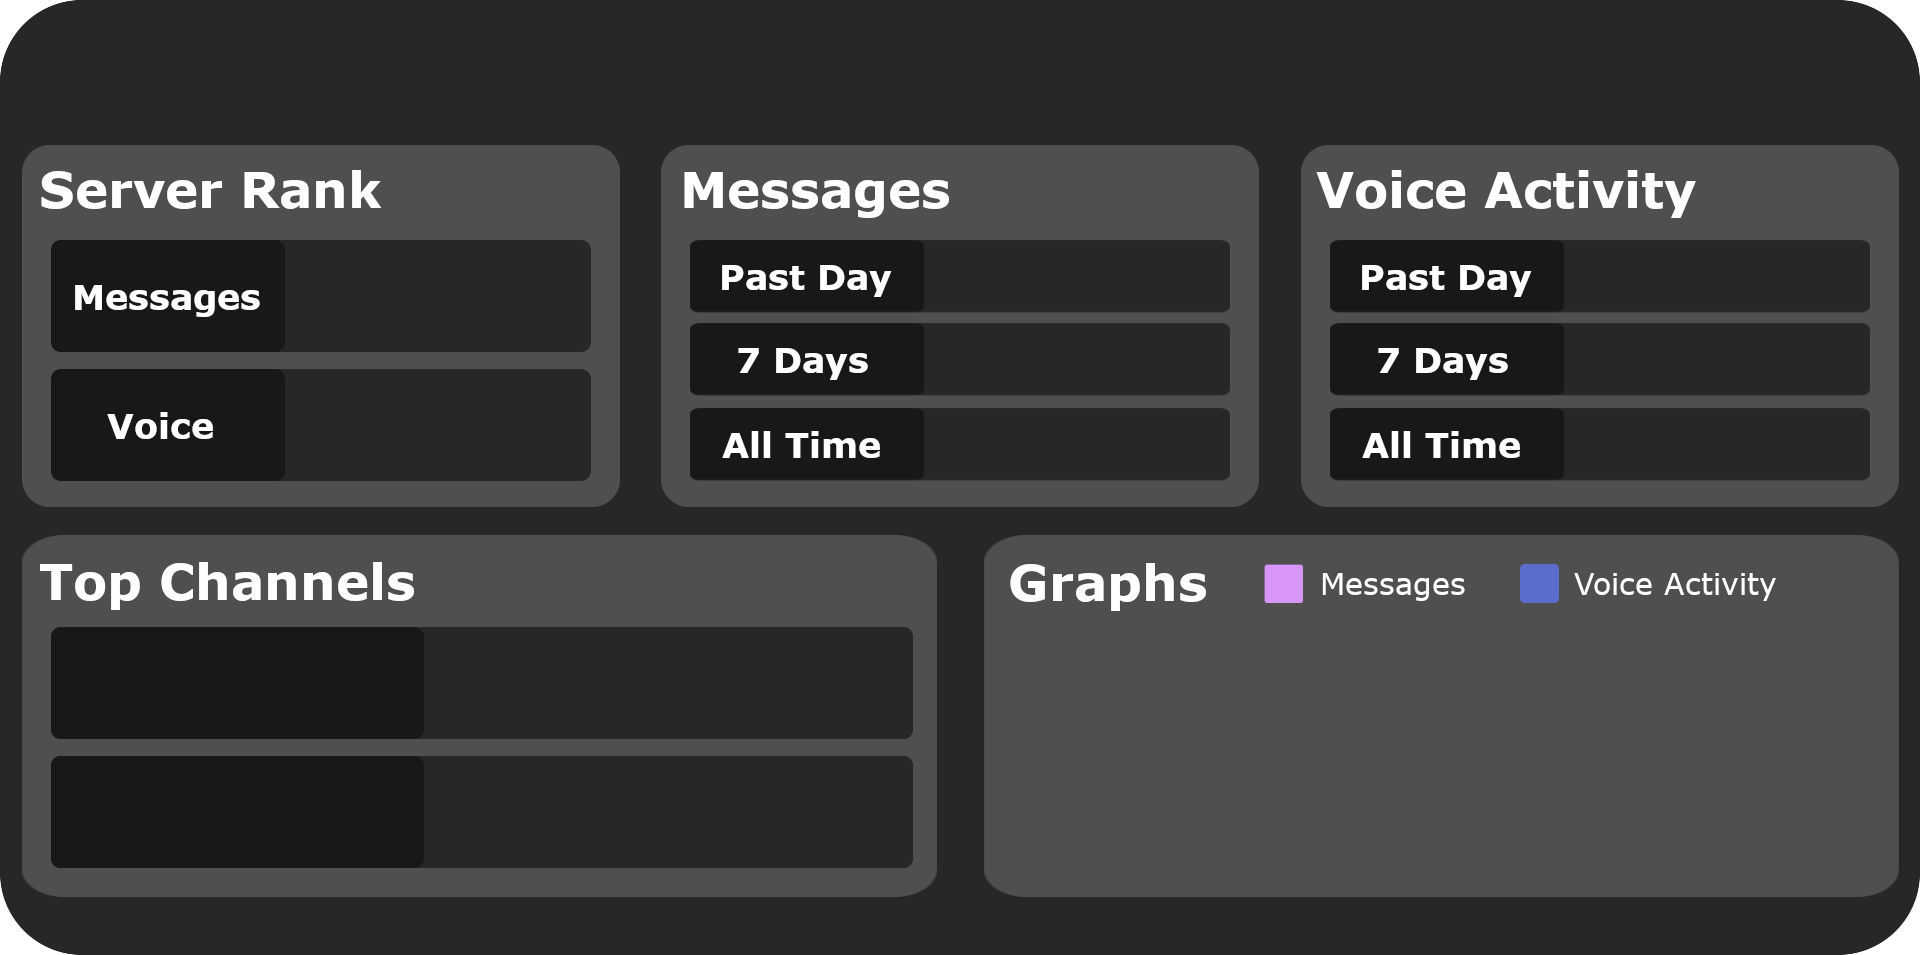 Server Rank
Messages
Voice
Messages
Past Day
7 Days
All Time
Voice Activity
Past Day
7 Days
All Time
Top Channels
Graphs
Messages
Voice Activity